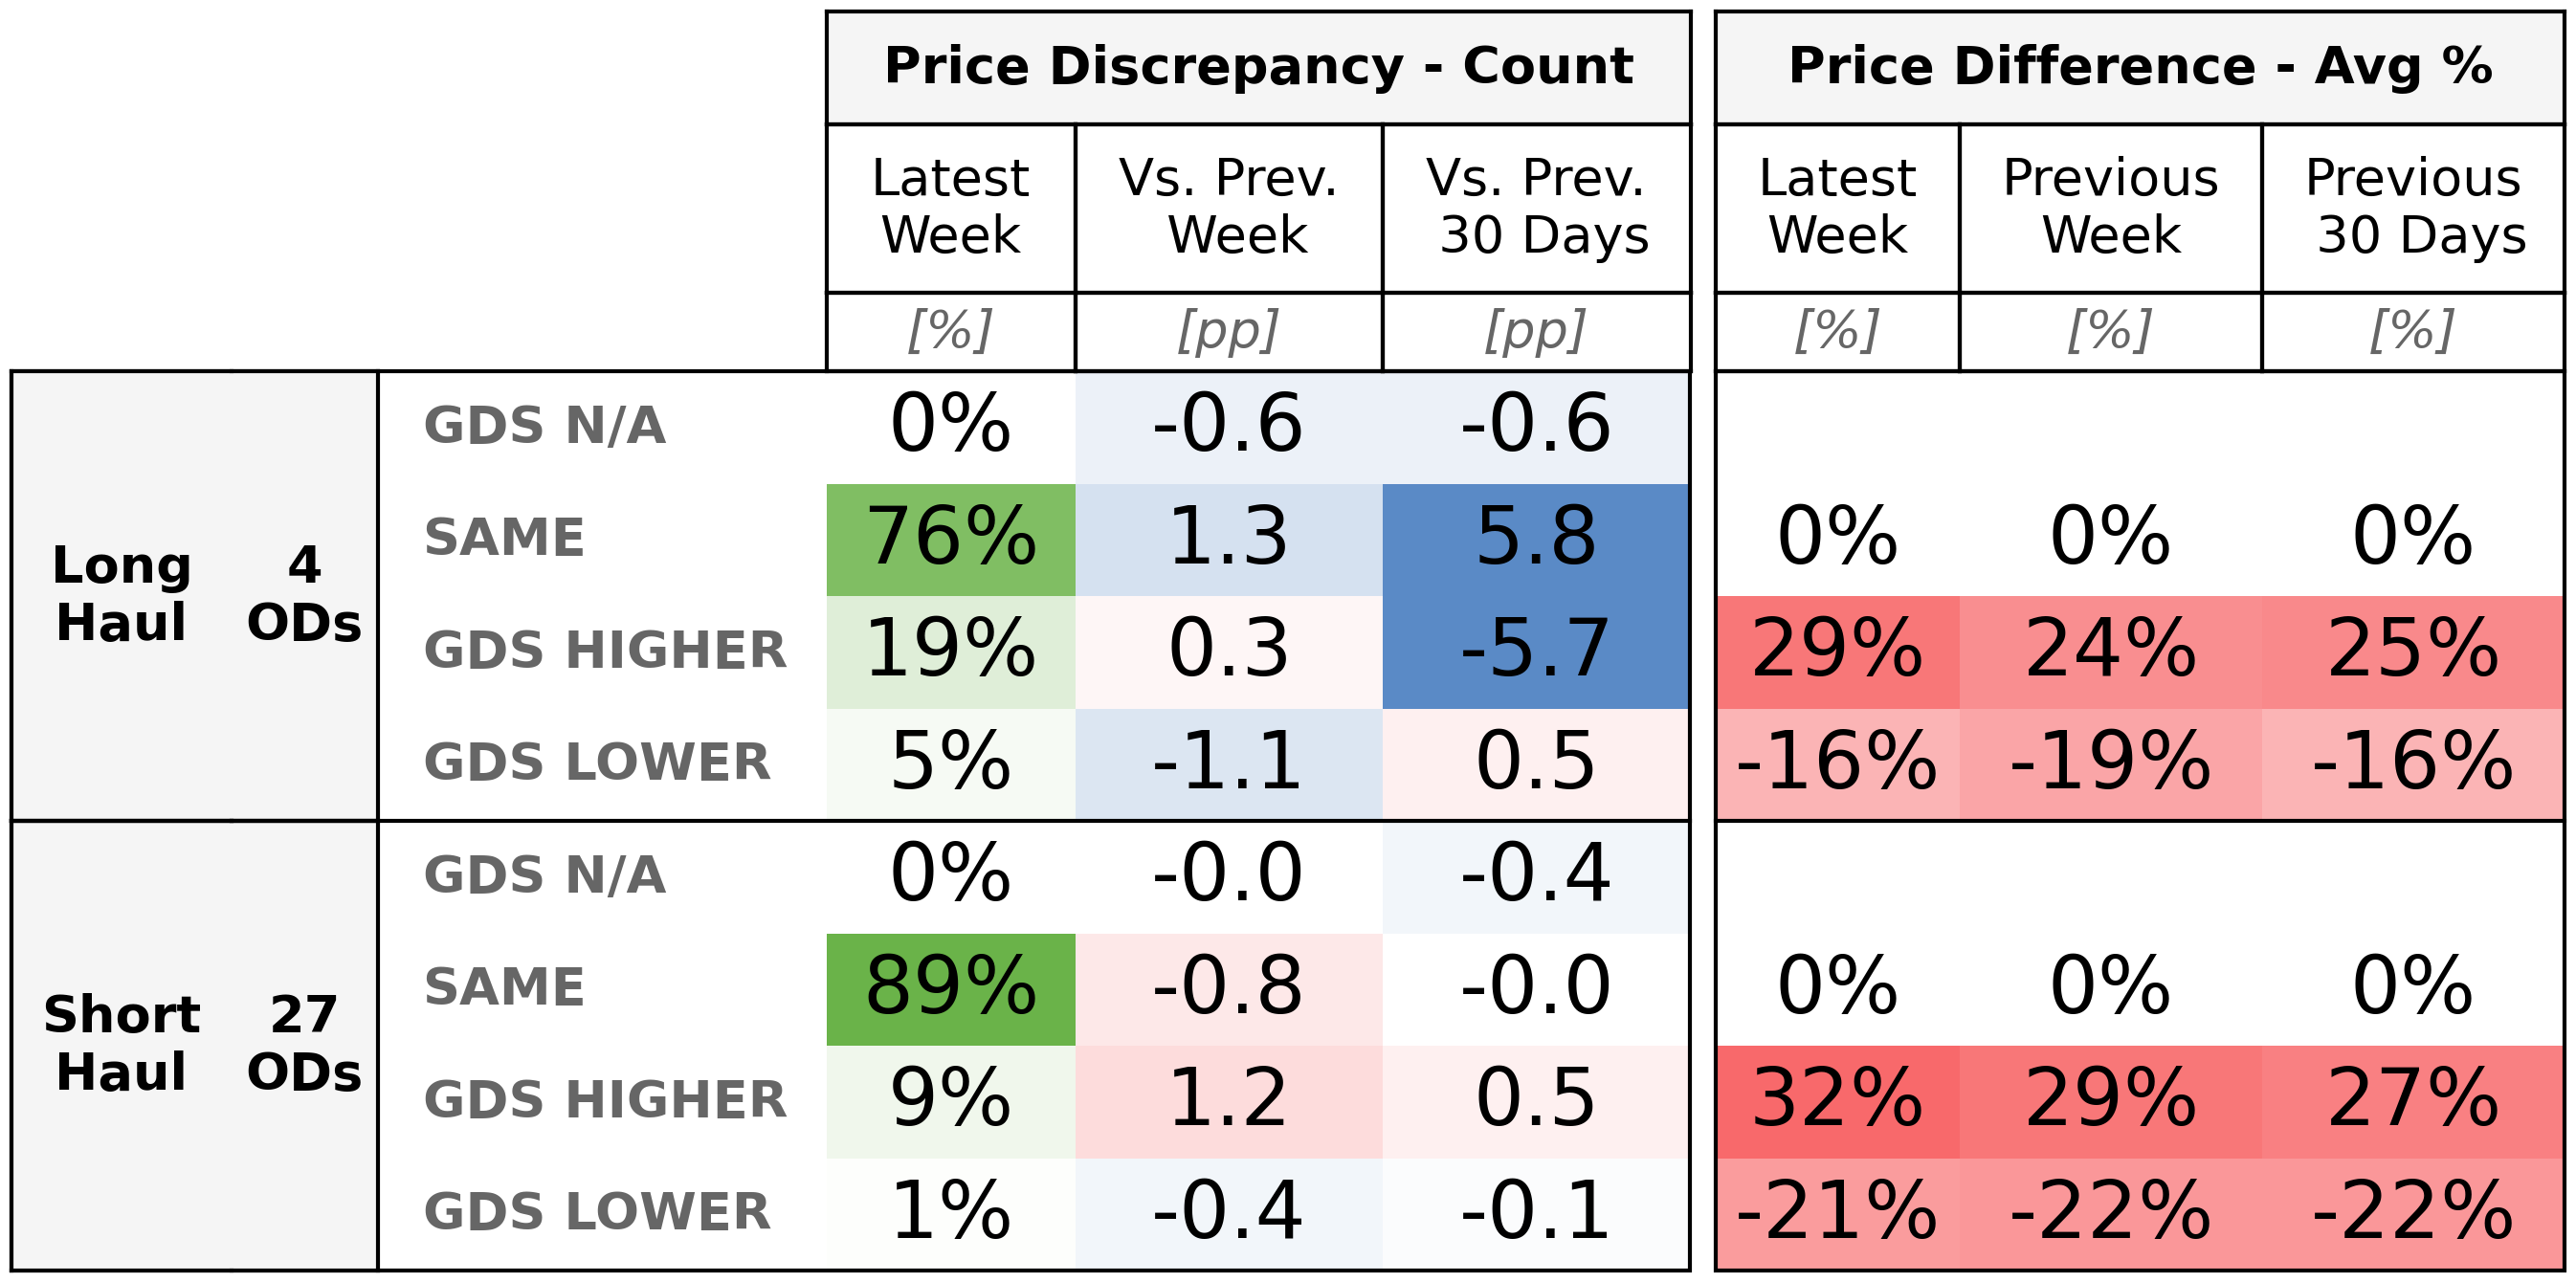 Price Discrepancy - Count Price Difference - Avg %
Latest Week Vs. Prev. Week Vs. Prev. 30 Days Latest Week Previous Week Previous 30 Days
[%] [pp] [pp] [%] [%] [%]
Long Haul 4 ODs
GDS N/A 0% -0.6 -0.6
SAME 76% 1.3 5.8 0% 0% 0%
GDS HIGHER 19% 0.3 -5.7 29% 24% 25%
GDS LOWER 5% -1.1 0.5 -16% -19% -16%
Short Haul 27 ODs
GDS N/A 0% -0.0 -0.4
SAME 89% -0.8 -0.0 0% 0% 0%
GDS HIGHER 9% 1.2 0.5 32% 29% 27%
GDS LOWER 1% -0.4 -0.1 -21% -22% -22%